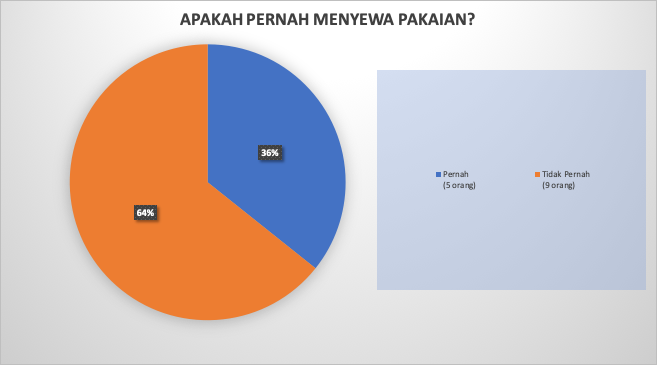 APAKAH PERNAH MENYEWA PAKAIAN?
36%
64%
Pernah
(5 orang)
Tidak Pernah
(9 orang)